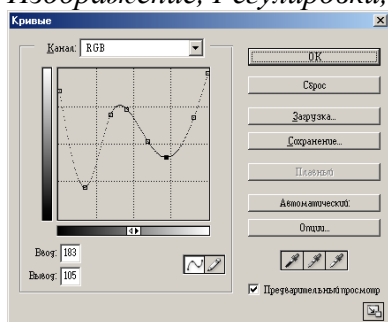 Изображение, Регулировки,
Кривые
Канал: RGB
OK
Сброс
Загрузка...
Сохранение...
Плавный
Автоматический
Опции...
Ввод: 183
Вывод: 105
Предварительный просмотр